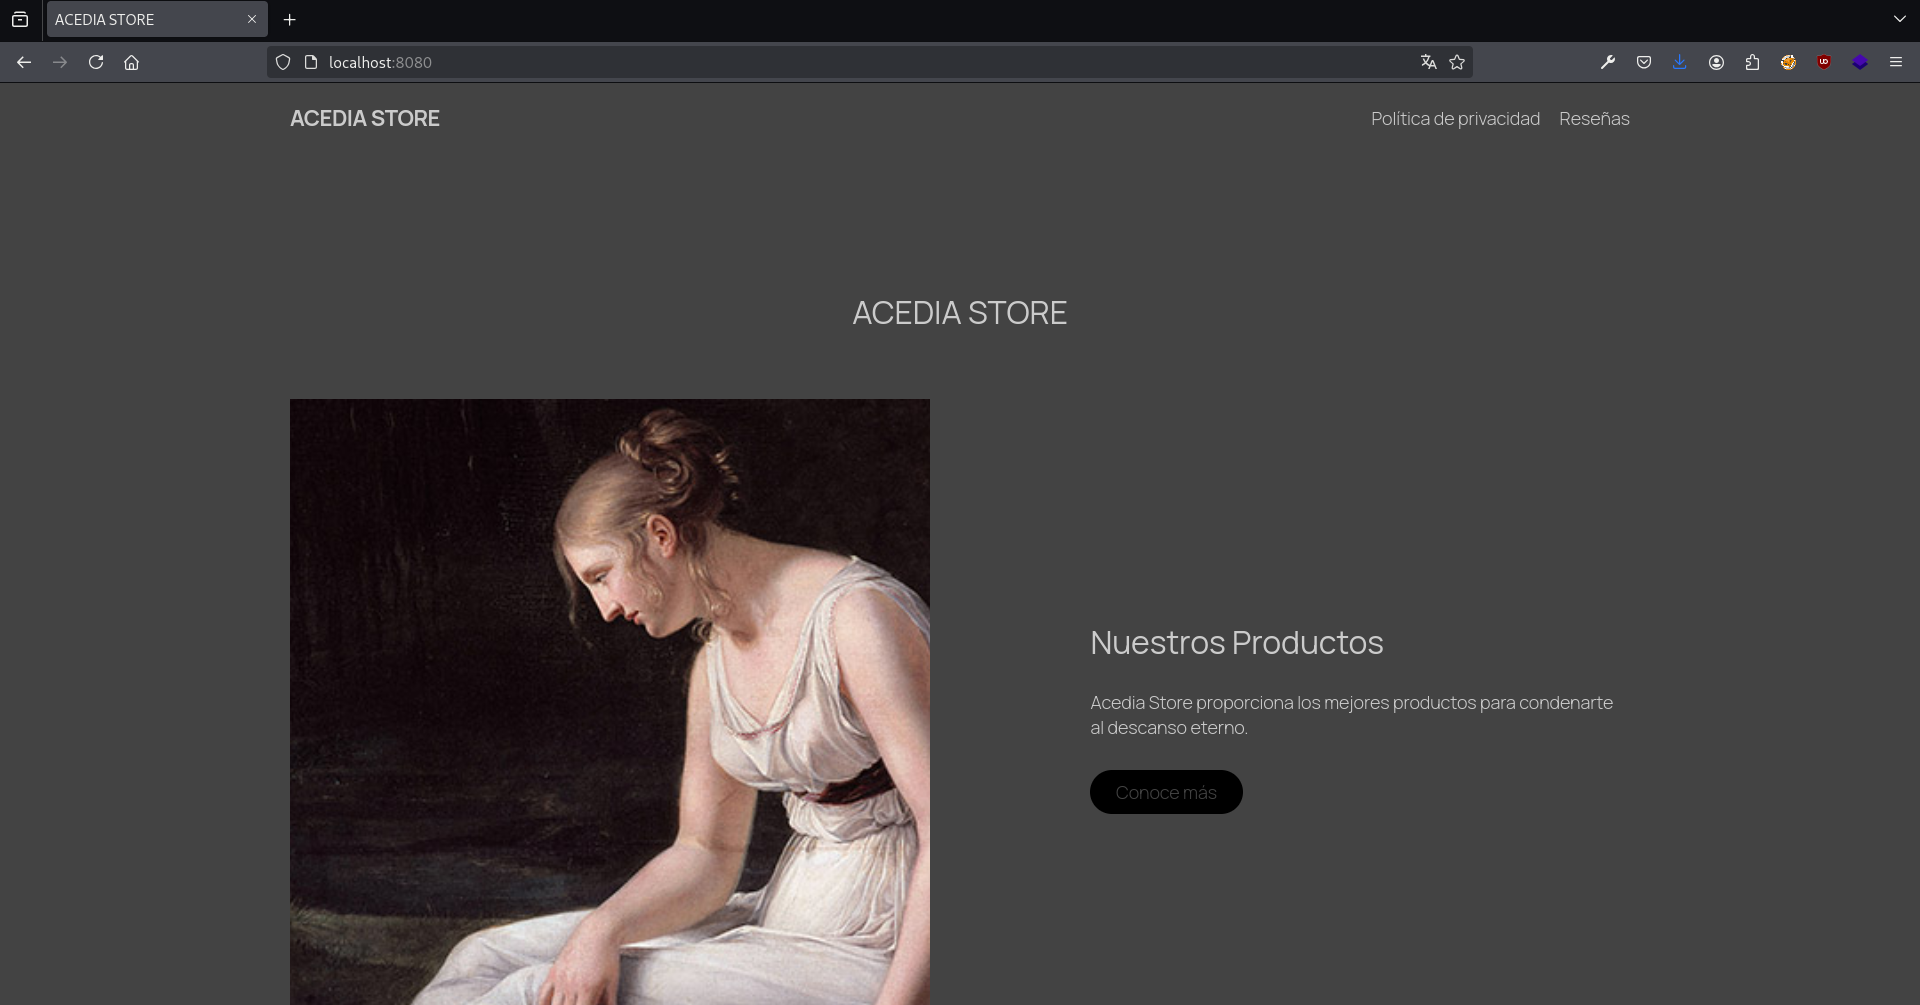 ACEDIA STORE
localhost:8080
ACEDIA STORE
Política de privacidad Reseñas
ACEDIA STORE
Nuestros Productos
Acedia Store proporciona los mejores productos para condenarte
al descanso eterno.
Conoce más